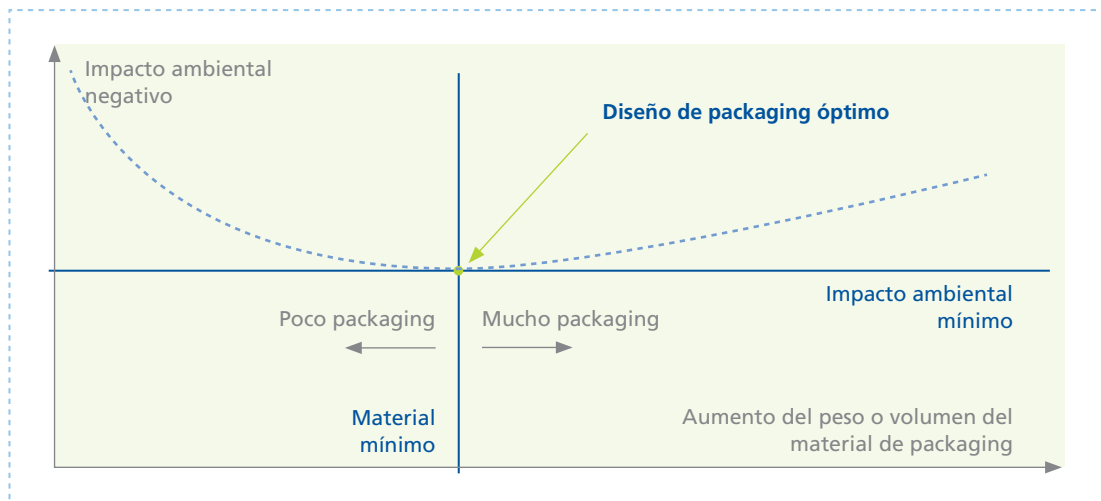 Impacto ambiental
negativo
Diseño de packaging óptimo
Impacto ambiental
mínimo
Poco packaging
Mucho packaging
Material
mínimo
Aumento del peso o volumen del
material de packaging